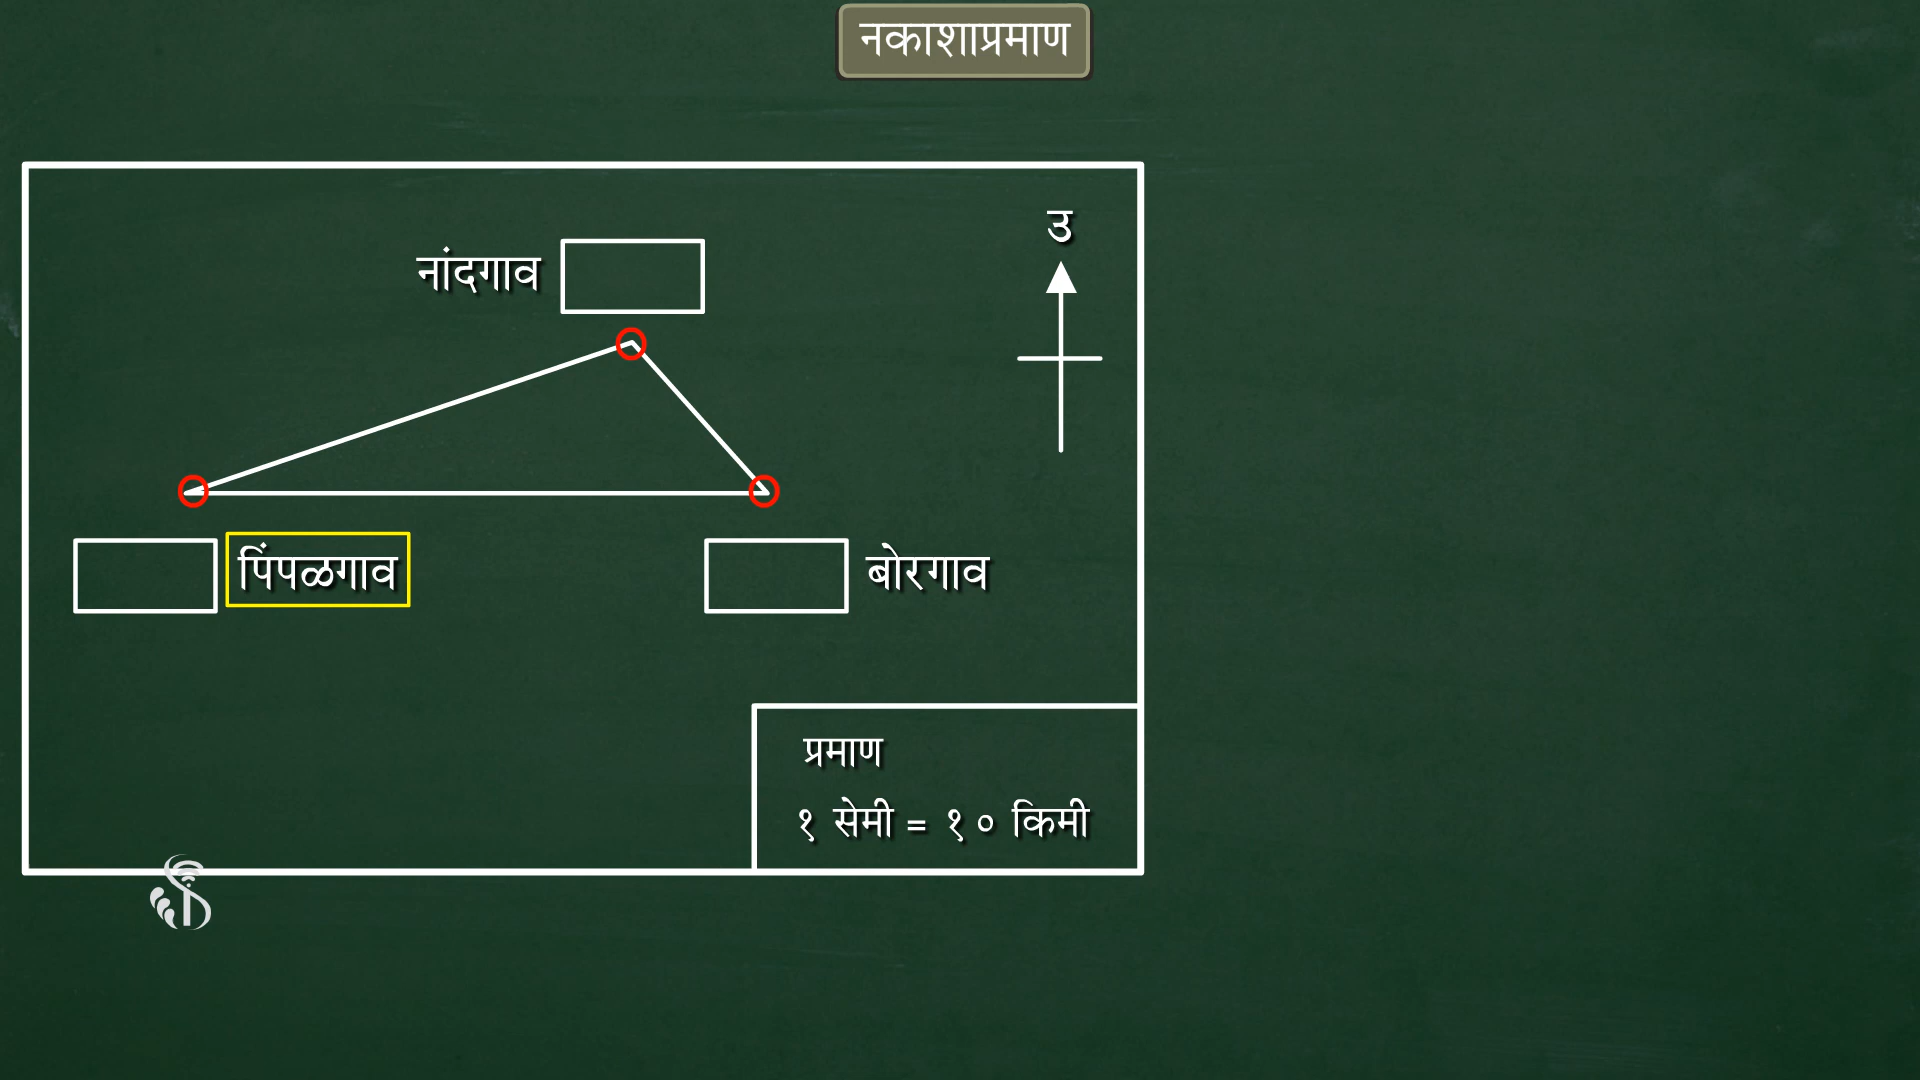 नकाशाप्रमाण
उ
नांदगाव
पिंपळगाव
बोरगाव
प्रमाण
१ सेमी = १० किमी